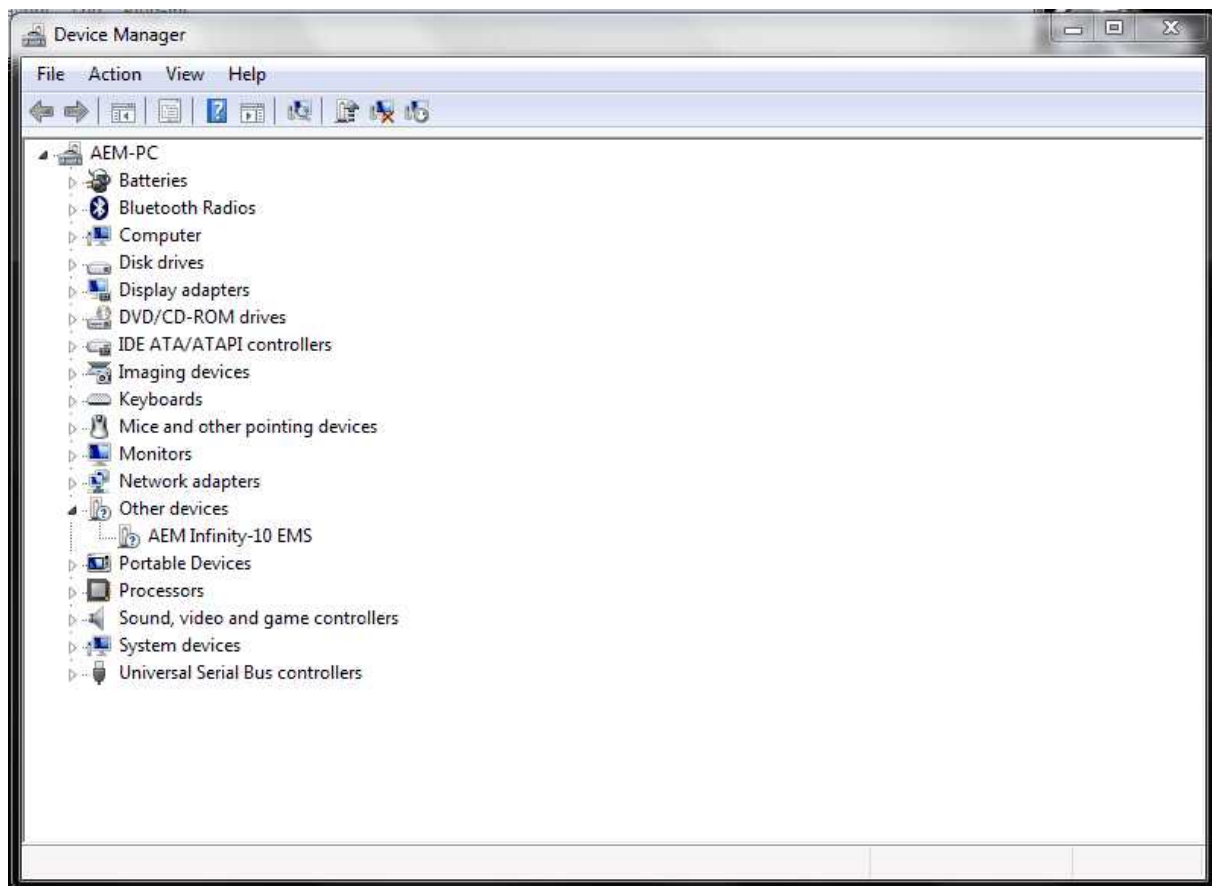 Device Manager
File Action View Help
AEM-PC
Batteries
Bluetooth Radios
Computer
Disk drives
Display adapters
DVD/CD-ROM drives
IDE ATA/ATAPI controllers
Imaging devices
Keyboards
Mice and other pointing devices
Monitors
Network adapters
Other devices
AEM Infinity-10 EMS
Portable Devices
Processors
Sound, video and game controllers
System devices
Universal Serial Bus controllers